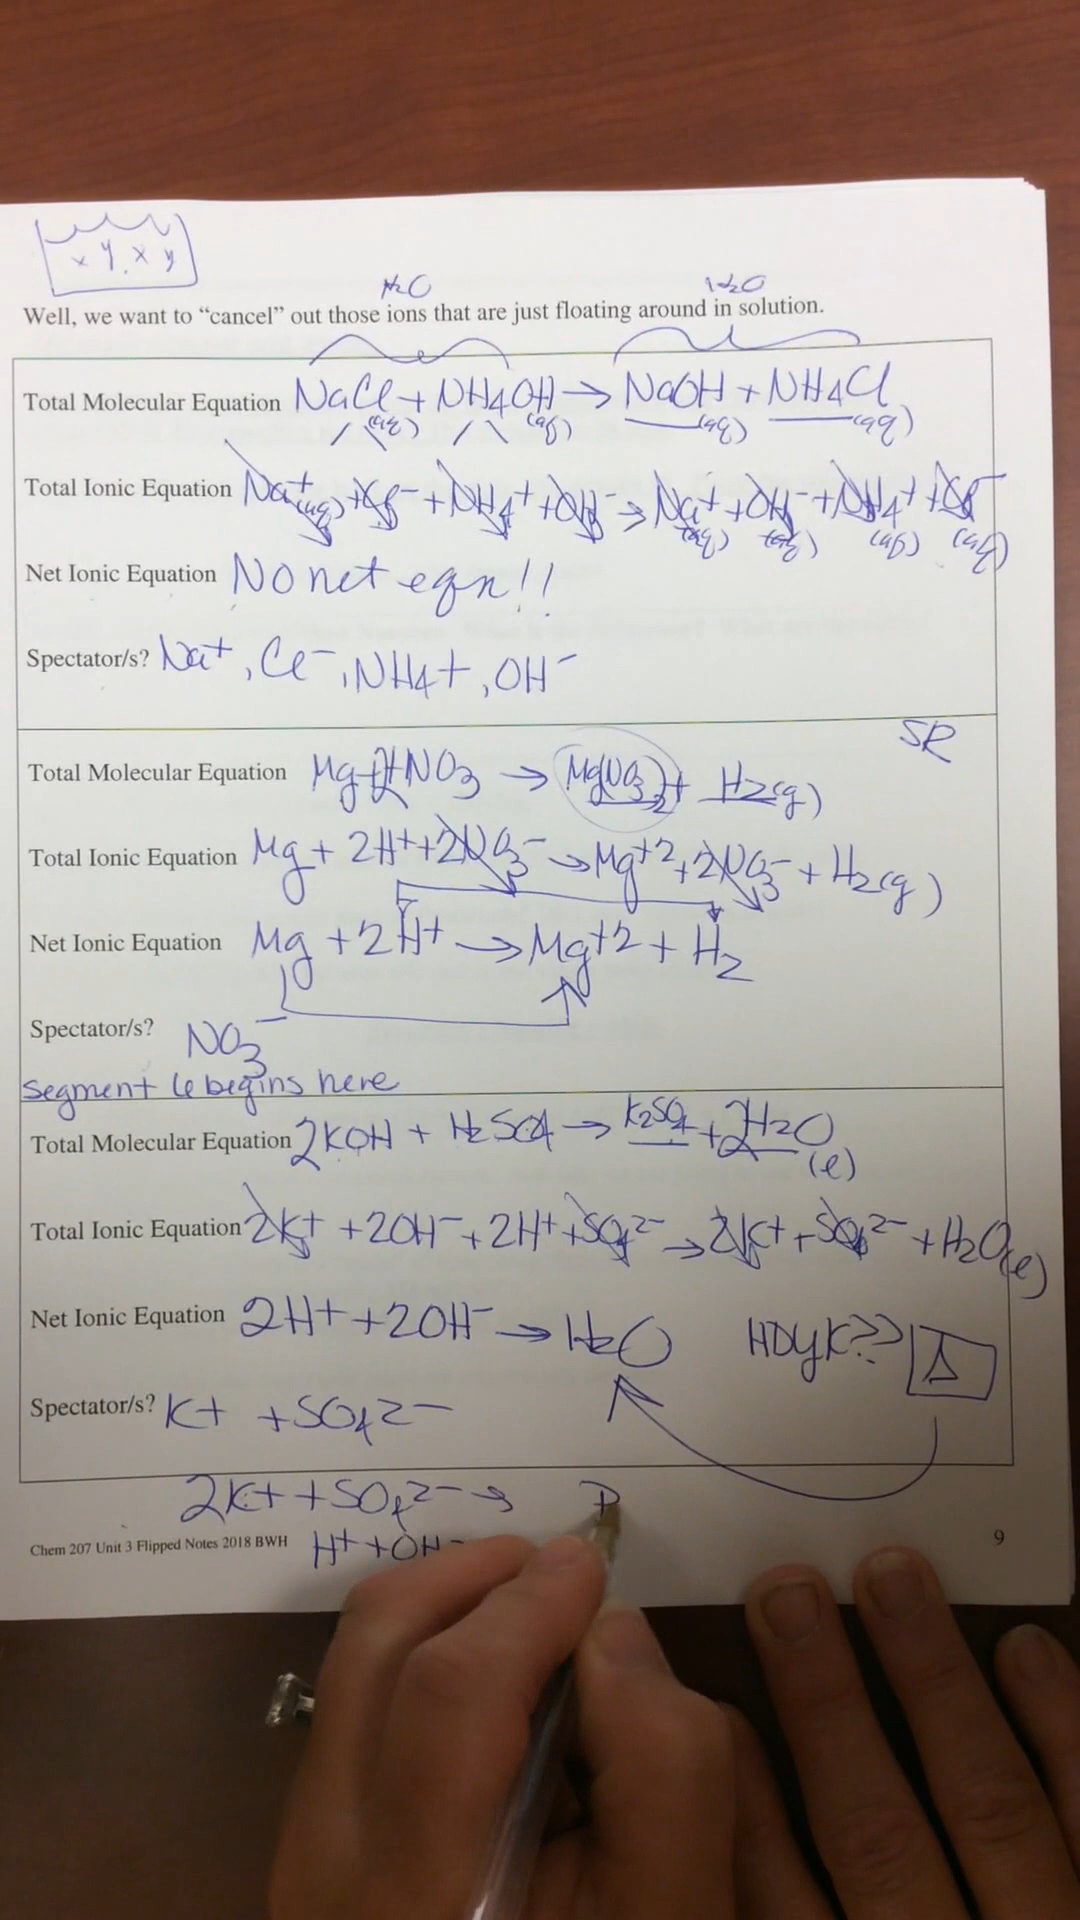 x y . x y
H2O H2O
Well, we want to “cancel” out those ions that are just floating around in solution.
Total Molecular Equation NaCl (aq) + NH4OH (aq) → NaOH (aq) + NH4Cl (aq)
Total Ionic Equation Na+ (aq) + Cl- + NH4+ + OH- → Na+ (aq) + OH- (aq) + NH4+ (aq) + Cl- (aq)
Net Ionic Equation No net eqn!!
Spectator/s? Na+, Cl-, NH4+, OH-
SR
Total Molecular Equation Mg + 2HNO3 → Mg(NO3)2 + H2(g)
Total Ionic Equation Mg + 2H+ + 2NO3- → Mg+2 + 2NO3- + H2(g)
Net Ionic Equation Mg + 2H+ → Mg+2 + H2
Spectator/s? NO3-
Segment 6 begins here
Total Molecular Equation 2KOH + H2SO4 → K2SO4 + 2H2O (l)
Total Ionic Equation 2K+ + 2OH- + 2H+ + SO42- → 2K+ + SO42- + H2O(l)
Net Ionic Equation 2H+ + 2OH- → H2O HDYK?? Δ
Spectator/s? K+ + SO42-
2K+ + SO42- →
Chem 207 Unit 3 Flipped Notes 2018 BWH H+ + OH-
9